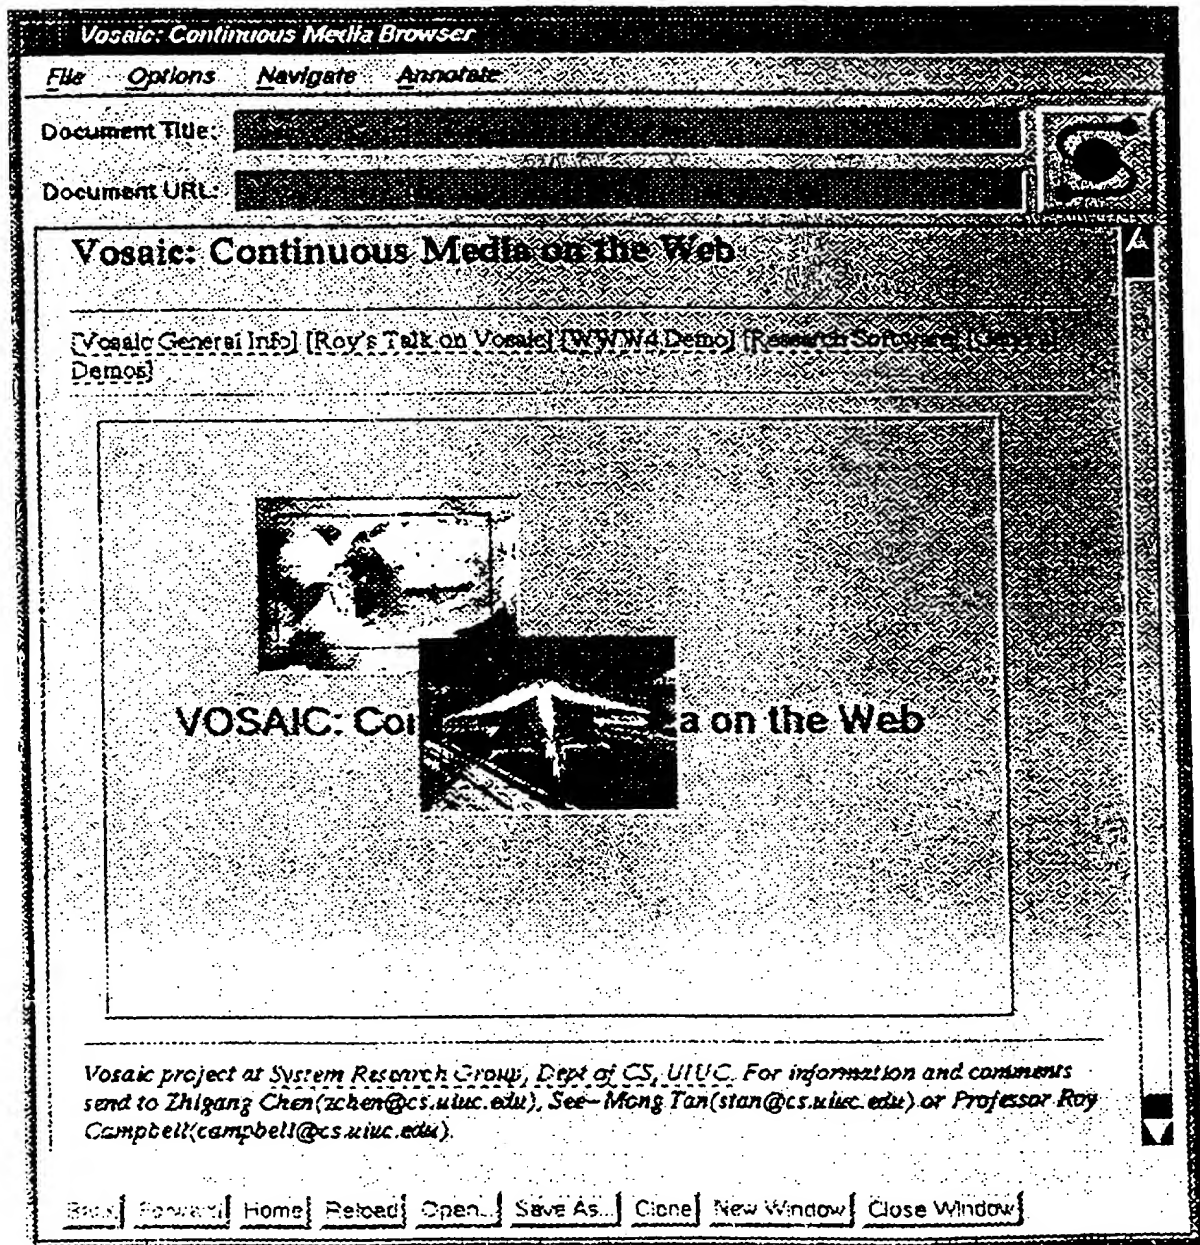 Vosaic: Continuous Media Browser
File Options Navigate Annotate
Document Title:
Document URL:
Vosaic: Continuous Media on the Web
[Vosaic General Info] [Roy's Talk on Vosaic] [WWW4 Demo] [Research Software] [General
Demos]
VOSAIC: Con a on the Web
Vosaic project at System Research Group, Dept of CS, UIUC. For information and comments
send to Zhigang Chen(zchen@cs.uiuc.edu), See-Mong Tan(stan@cs.uiuc.edu) or Professor Roy
Campbell(campbell@cs.uiuc.edu).
Back Forward Home Reload Open... Save As... Clone New Window Close Window